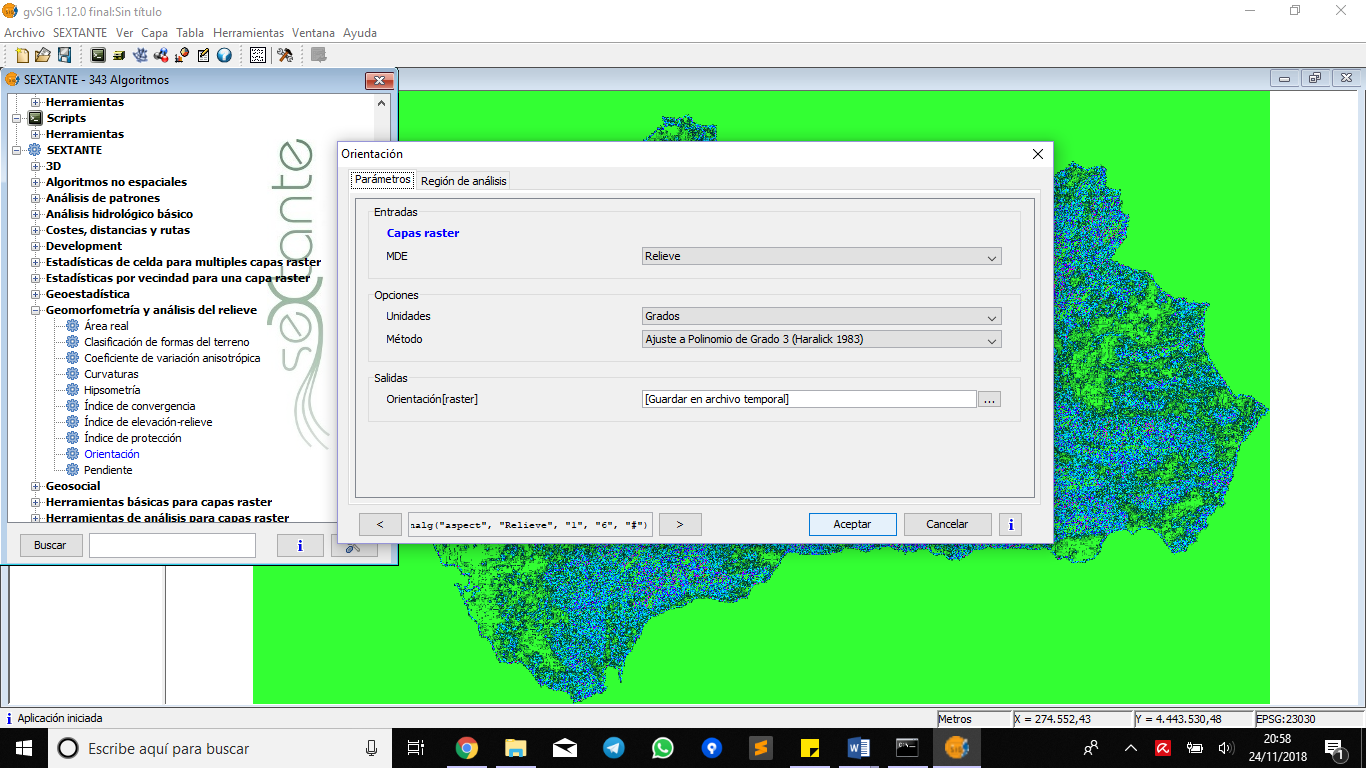 gvSIG 1.12.0 final:Sin título
Archivo SEXTANTE Ver Capa Tabla Herramientas Ventana Ayuda
SEXTANTE - 343 Algoritmos
Herramientas
Scripts
Herramientas
SEXTANTE
3D
Algoritmos no espaciales
Análisis de patrones
Análisis hidrológico básico
Costes, distancias y rutas
Development
Estadísticas de celda para multiples capas raster
Estadísticas por vecindad para una capa raster
Geoestadística
Geomorfometría y análisis del relieve
Área real
Clasificación de formas del terreno
Coeficiente de variación anisotrópica
Curvaturas
Hipsometría
Índice de convergencia
Índice de elevación-relieve
Índice de protección
Orientación
Pendiente
Geosocial
Herramientas básicas para capas raster
Herramientas de análisis para capas raster
sextante
Buscar
i
Orientación
Parámetros Región de análisis
Entradas
Capas raster
MDE Relieve
Opciones
Unidades Grados
Método Ajuste a Polinomio de Grado 3 (Haralick 1983)
Salidas
Orientación[raster] [Guardar en archivo temporal] ...
< nalg("aspect", "Relieve", "1", "6", "#") > Aceptar Cancelar i
i Aplicación iniciada
Metros X = 274.552,43 Y = 4.443.530,48 EPSG:23030
Escribe aquí para buscar
20:58
24/11/2018
1